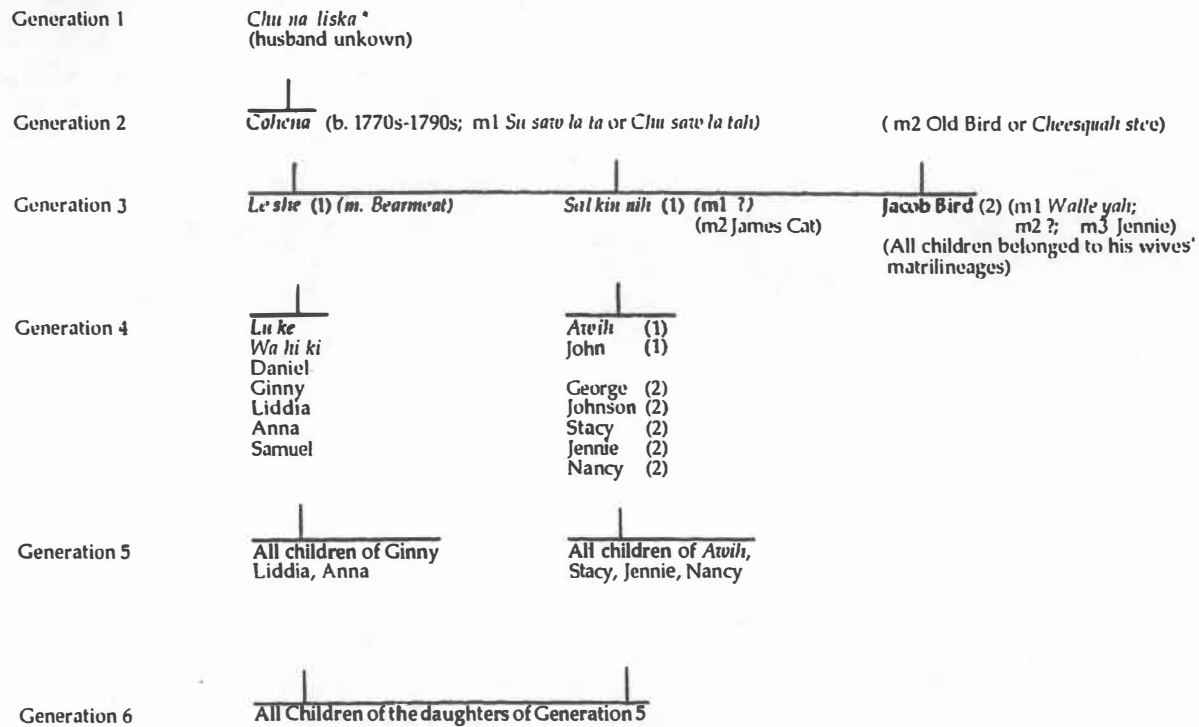 Generation 1 Chu na liska *
(husband unkown)
Generation 2 Cohena (b. 1770s-1790s; m1 Su saw la ta or Chu saw la tah) ( m2 Old Bird or Cheesquah stee)
Generation 3 Le she (1) (m. Bearmeat) Sal kin nih (1) (m1 ?) Jacob Bird (2) (m1 Walle yah;
(m2 James Cat) m2 ?; m3 Jennie)
(All children belonged to his wives'
matrilineages)
Generation 4 Lu ke Awih (1)
Wa hi ki John (1)
Daniel
Ginny George (2)
Liddia Johnson (2)
Anna Stacy (2)
Samuel Jennie (2)
Nancy (2)
Generation 5 All children of Ginny All children of Awih,
Liddia, Anna Stacy, Jennie, Nancy
Generation 6 All Children of the daughters of Generation 5